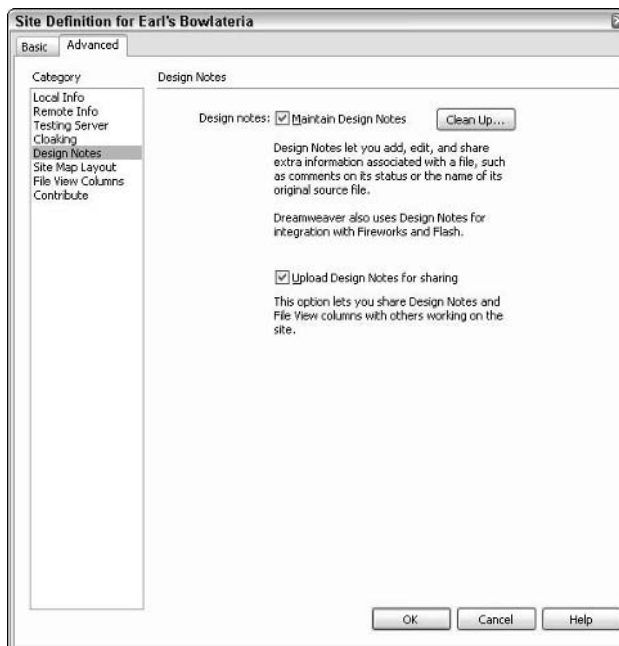 Site Definition for Earl's Bowlateria
Basic
Advanced
Category
Local Info
Remote Info
Testing Server
Cloaking
Design Notes
Site Map Layout
File View Columns
Contribute
Design Notes
Design notes: Maintain Design Notes
Clean Up...
Design Notes let you add, edit, and share
extra information associated with a file, such
as comments on its status or the name of its
original source file.
Dreamweaver also uses Design Notes for
integration with Fireworks and Flash.
Upload Design Notes for sharing
This option lets you share Design Notes and
File View columns with others working on the
site.
OK
Cancel
Help